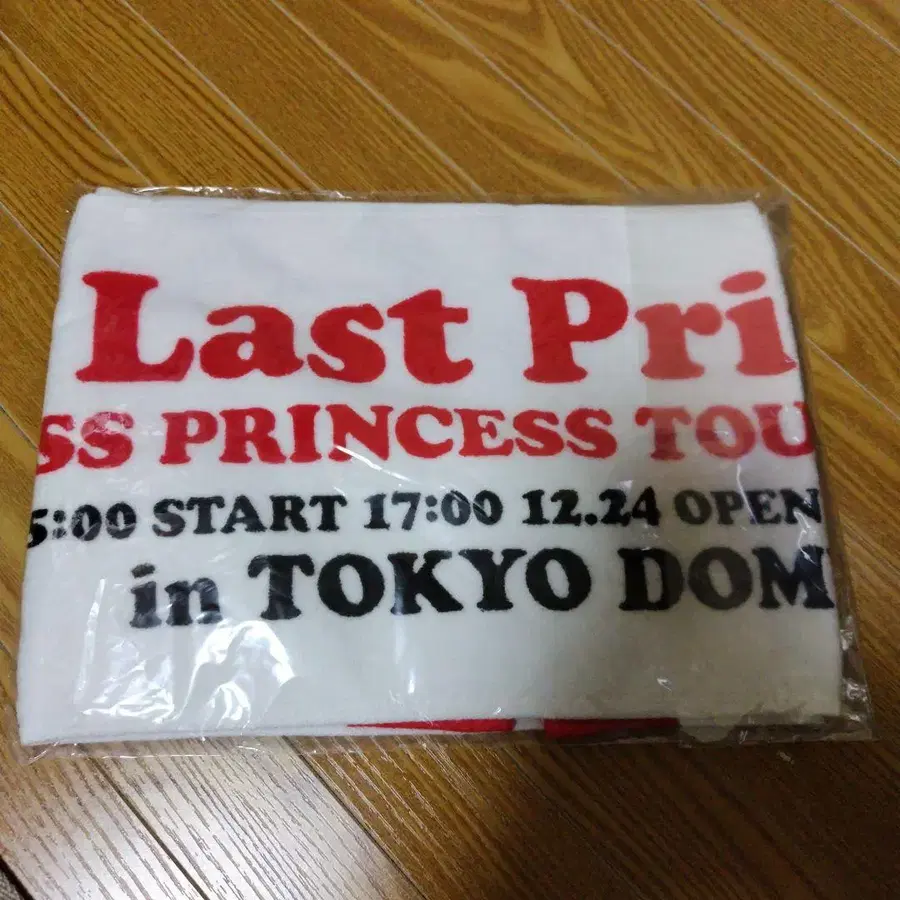 Last Pri
SS PRINCESS TOU
5:00 START 17:00 12.24 OPEN
in TOKYO DOM